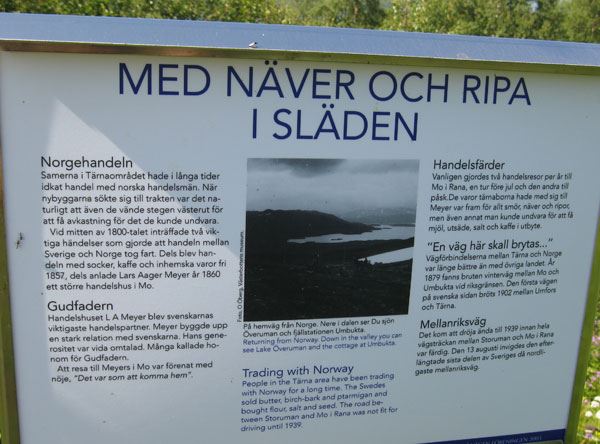 MED NÄVER OCH RIPA
I SLÄDEN
Norgehandeln
Samerna i Tärnaområdet hade i långa tider
idkat handel med norska handelsmän. När
nybyggarna sökte sig till trakten var det na-
turligt att även de vände stegen västerut för
att få avkastning för det de kunde undvara.
Vid mitten av 1800-talet inträffade två vik-
tiga händelser som gjorde att handeln mellan
Sverige och Norge tog fart. Dels blev han-
deln med socker, kaffe och inhemska varor fri
1857, dels anlade Lars Aager Meyer år 1860
ett större handelshus i Mo.
Gudfadern
Handelshuset L A Meyer blev svenskarnas
viktigaste handelspartner. Meyer byggde upp
en stark relation med svenskarna. Hans gene-
rositet var vida omtalad. Många kallade ho-
nom för Gudfadern.
Att resa till Meyers i Mo var förenat med
nöje, "Det var som att komma hem".
Foto: O Öberg, Västerbottens museum.
På hemväg från Norge. Nere i dalen ser Du sjön
Överuman och fjällstationen Umbukta.
Returning from Norway. Down in the valley you can
see Lake Överuman and the cottage at Umbukta.
Trading with Norway
People in the Tärna area have been trading
with Norway for a long time. The Swedes
sold butter, birch-bark and ptarmigan and
bought flour, salt and seed. The road be-
tween Storuman and Mo i Rana was not fit for
driving until 1939.
Handelsfärder
Vanligen gjordes två handelsresor per år till
Mo i Rana, en tur före jul och den andra till
påsk. De varor tärnaborna hade med sig till
Meyer var fram för allt smör, näver och ripor,
men även annat man kunde undvara för att få
mjöl, utsäde, salt och kaffe i utbyte.
"En väg här skall brytas..."
Vägförbindelserna mellan Tärna och Norge
var länge bättre än med övriga landet. År
1879 fanns bruten vinterväg mellan Mo och
Umbukta vid riksgränsen. Den första vägen
på svenska sidan bröts 1902 mellan Umfors
och Tärna.
Mellanriksväg
Det kom att dröja ända till 1939 innan hela
vägsträckan mellan Storuman och Mo i Rana
var färdig. Den 13 augusti invigdes den efter-
längtade sista delen av Sveriges då nordli-
gaste mellanriksväg.